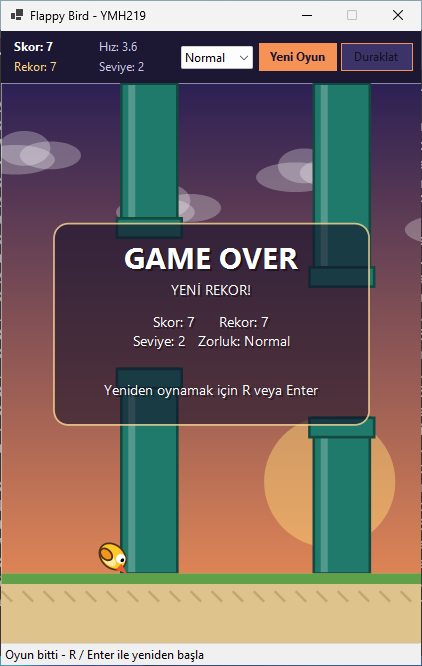 Flappy Bird - YMH219
Skor: 7 Hız: 3.6
Rekor: 7 Seviye: 2
Normal Yeni Oyun Duraklat
GAME OVER
YENİ REKOR!
Skor: 7 Rekor: 7
Seviye: 2 Zorluk: Normal
Yeniden oynamak için R veya Enter
Oyun bitti - R / Enter ile yeniden başla